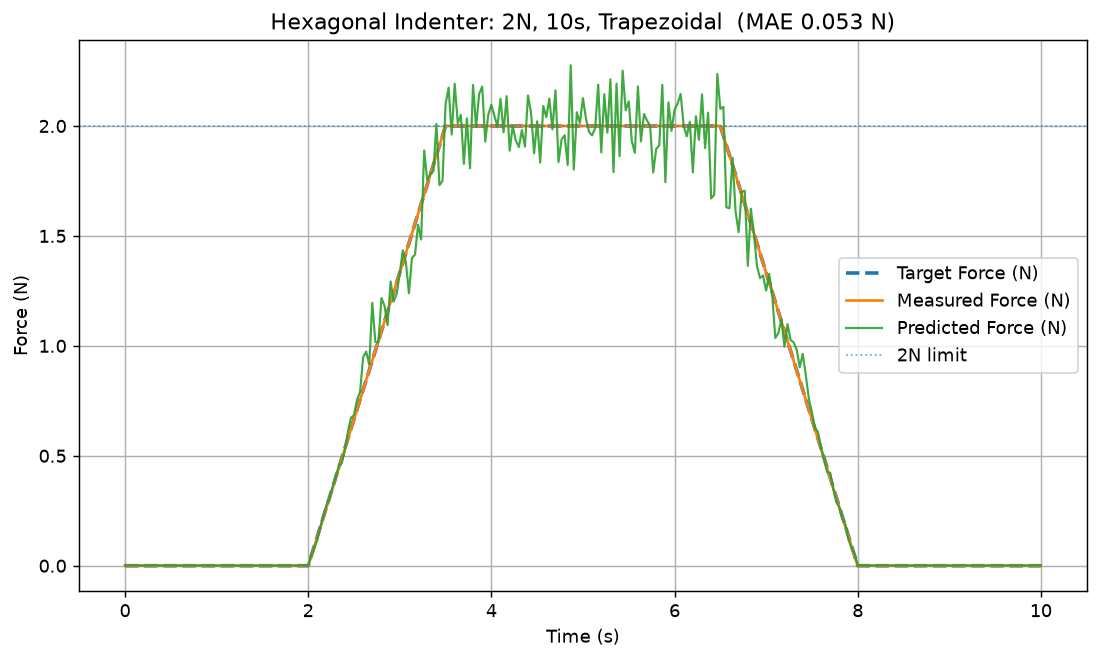 Hexagonal Indenter: 2N, 10s, Trapezoidal  (MAE 0.053 N)
Force (N)
2.0
1.5
1.0
0.5
0.0
Target Force (N)
Measured Force (N)
Predicted Force (N)
2N limit
0 2 4 6 8 10
Time (s)